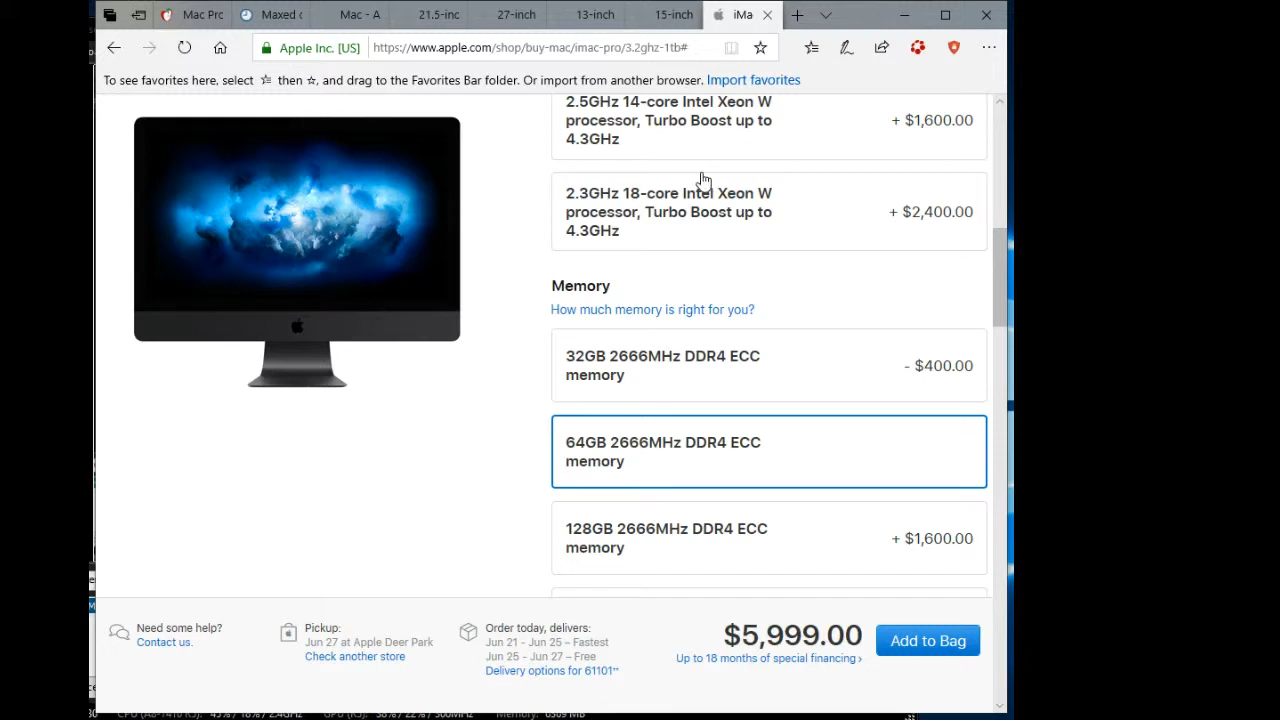 Mac Pro
Maxed
Mac - A
21.5-inc
27-inch
13-inch
15-inch
iMa
Apple Inc. [US]
https://www.apple.com/shop/buy-mac/imac-pro/3.2ghz-1tb#
To see favorites here, select then ☆, and drag to the Favorites Bar folder. Or import from another browser. Import favorites
2.5GHz 14-core Intel Xeon W
processor, Turbo Boost up to
4.3GHz
+ $1,600.00
2.3GHz 18-core Intel Xeon W
processor, Turbo Boost up to
4.3GHz
+ $2,400.00
Memory
How much memory is right for you?
32GB 2666MHz DDR4 ECC
memory
- $400.00
64GB 2666MHz DDR4 ECC
memory
128GB 2666MHz DDR4 ECC
memory
+ $1,600.00
Need some help?
Contact us.
Pickup:
Jun 27 at Apple Deer Park
Check another store
Order today, delivers:
Jun 21 - Jun 25 – Fastest
Jun 25 - Jun 27 – Free
Delivery options for 61101**
$5,999.00
Up to 18 months of special financing ›
Add to Bag